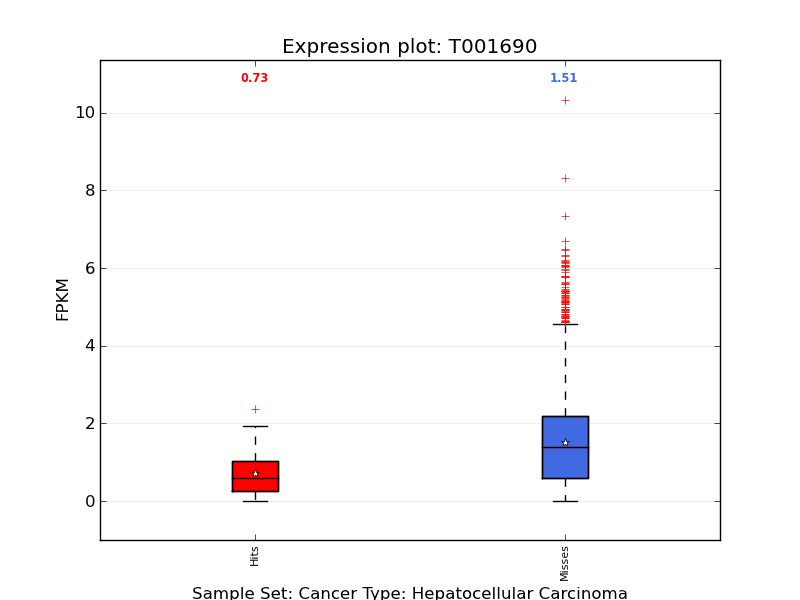 Expression plot: T001690
0.73 1.51
10
8
6
4
2
0
FPKM
Hits
Misses
Sample Set: Cancer Type: Hepatocellular Carcinoma